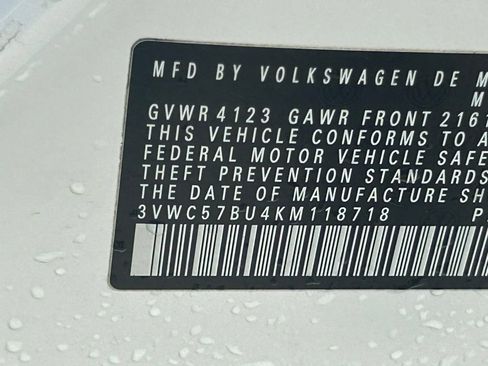 MFD BY VOLKSWAGEN DE M
M
GVWR 4123 GAWR FRONT 2161
THIS VEHICLE CONFORMS TO A
FEDERAL MOTOR VEHICLE SAFE
THEFT PREVENTION STANDARDS
THE DATE OF MANUFACTURE SH
3VWC57BU4KM118718 P